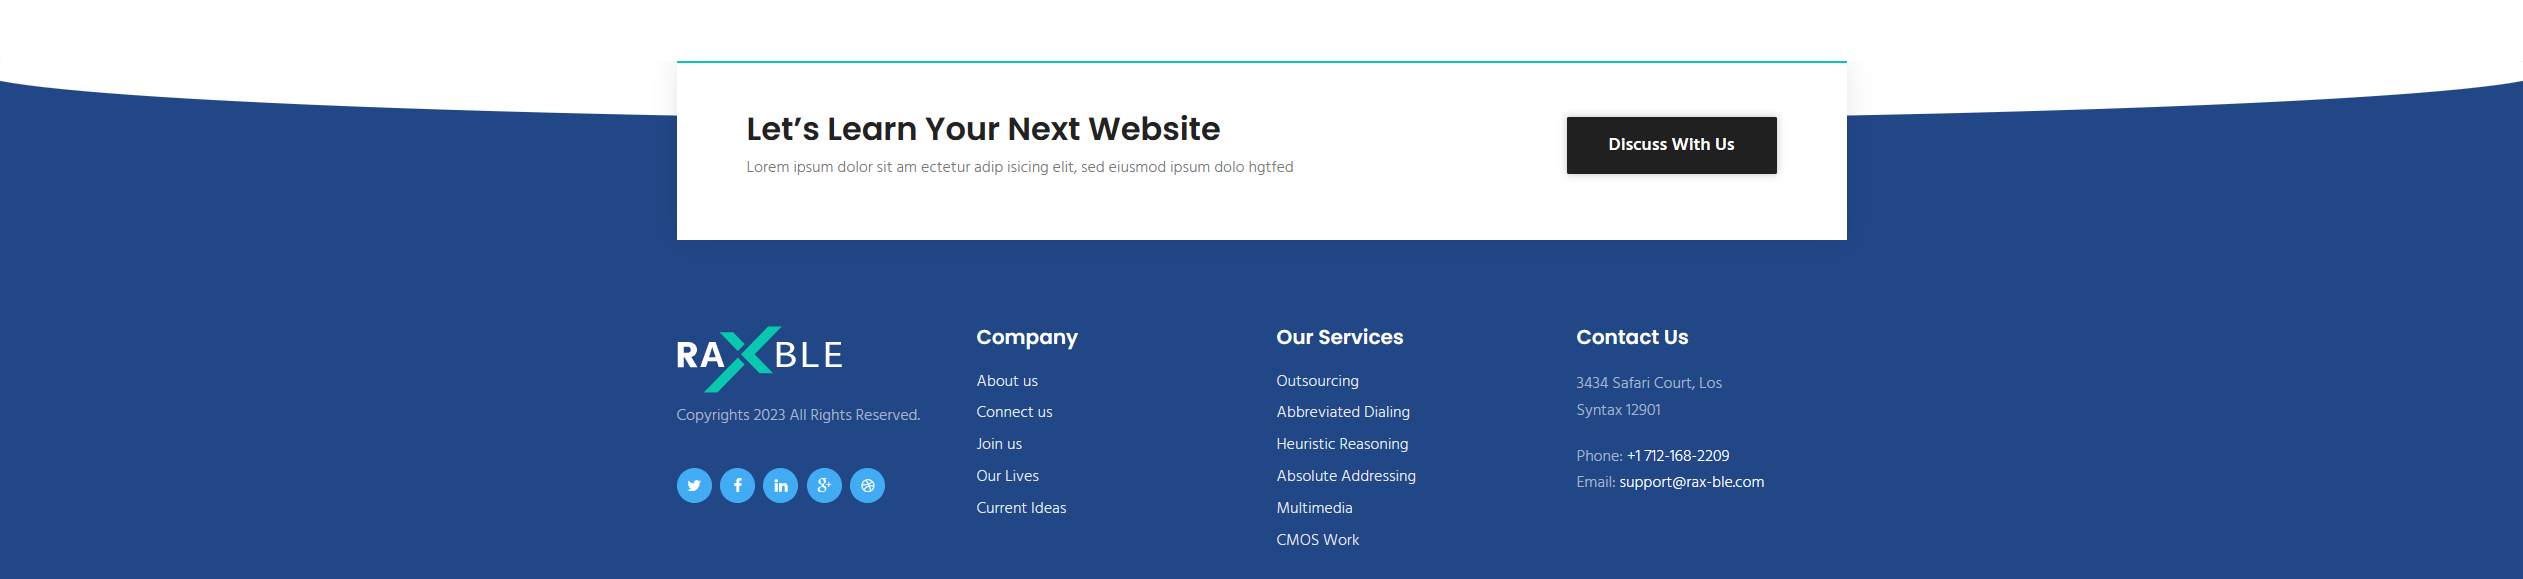 Let’s Learn Your Next Website
Lorem ipsum dolor sit am ectetur adip isicing elit, sed eiusmod ipsum dolo hgtfed
Discuss With Us
RAXBLE
Copyrights 2023 All Rights Reserved.
Company
About us
Connect us
Join us
Our Lives
Current Ideas
Our Services
Outsourcing
Abbreviated Dialing
Heuristic Reasoning
Absolute Addressing
Multimedia
CMOS Work
Contact Us
3434 Safari Court, Los
Syntax 12901
Phone: +1 712-168-2209
Email: support@rax-ble.com